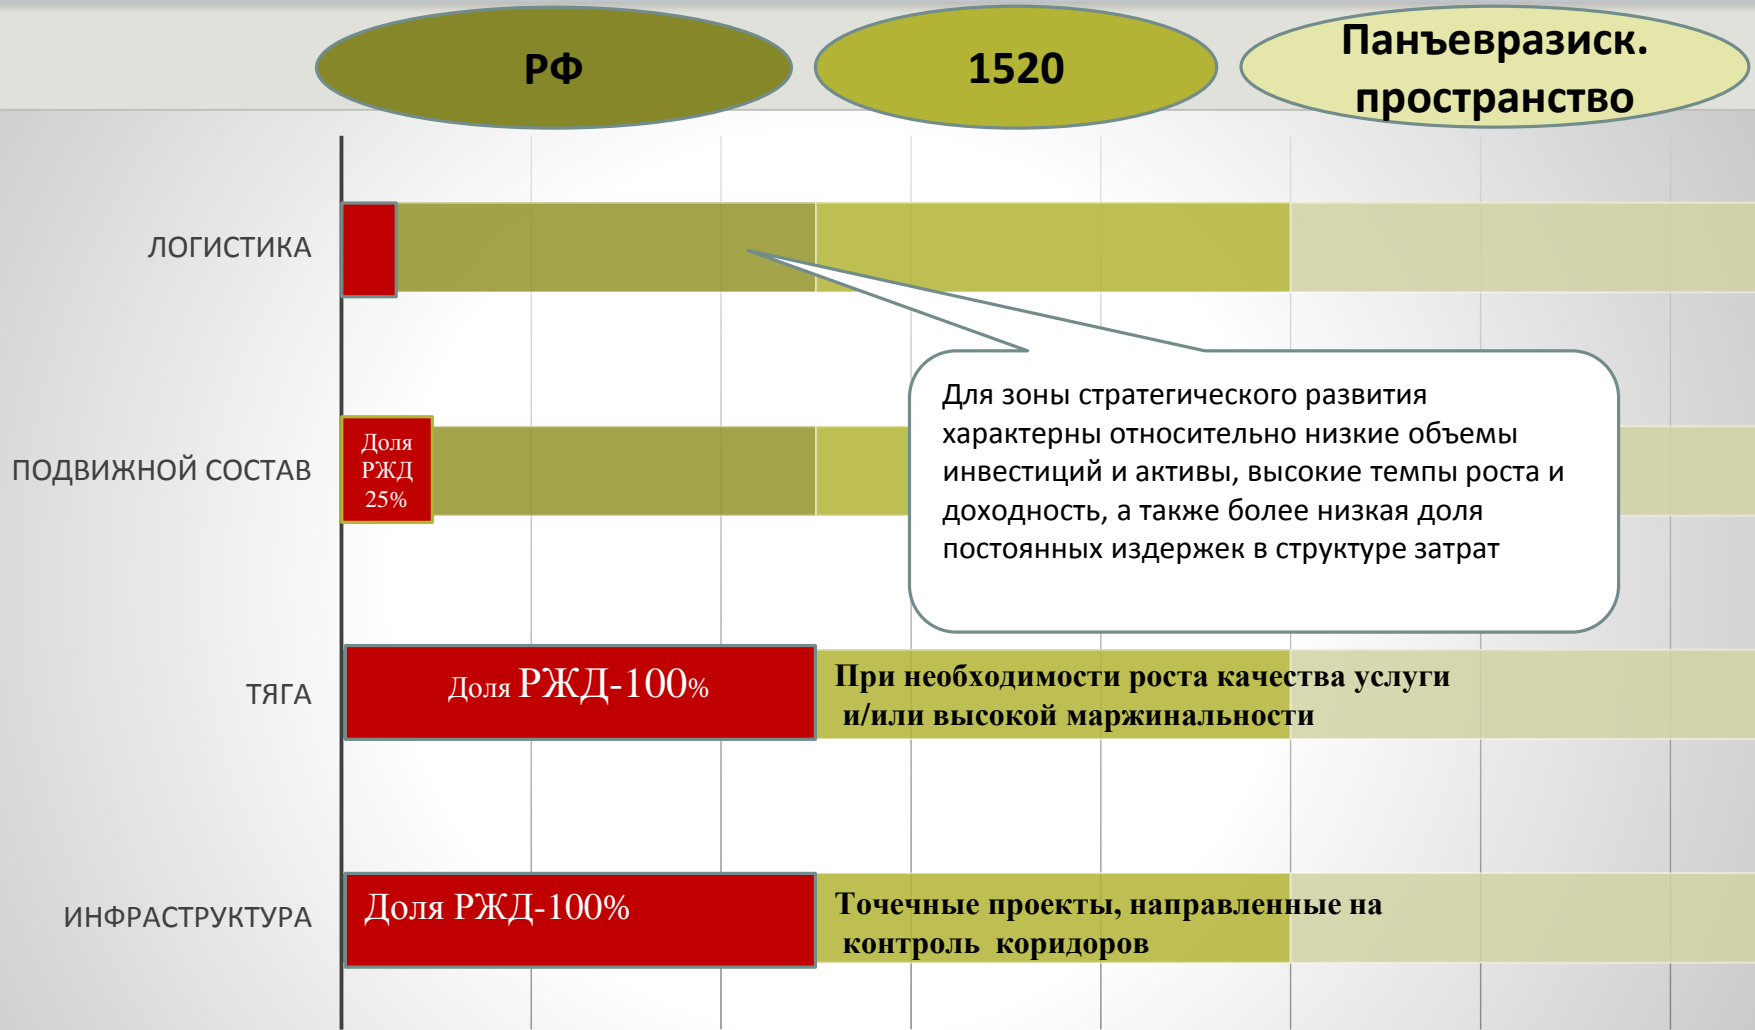 РФ
1520
Панъевразиск.
пространство
ЛОГИСТИКА
Для зоны стратегического развития
характерны относительно низкие объемы
инвестиций и активы, высокие темпы роста и
доходность, а также более низкая доля
постоянных издержек в структуре затрат
ПОДВИЖНОЙ СОСТАВ
Доля
РЖД
25%
ТЯГА
Доля РЖД-100%
При необходимости роста качества услуги
и/или высокой маржинальности
ИНФРАСТРУКТУРА
Доля РЖД-100%
Точечные проекты, направленные на
контроль коридоров